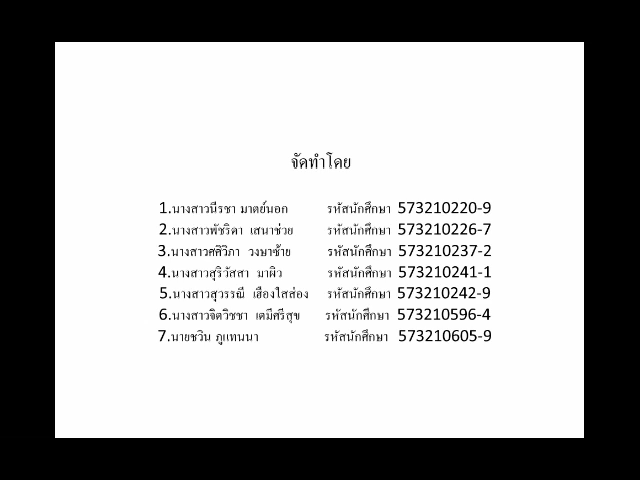 จัดทำโดย
1.นางสาวนีรชา มาตย์นอก รหัสนักศึกษา 573210220-9
2.นางสาวพัชริดา เสนาช่วย รหัสนักศึกษา 573210226-7
3.นางสาวศศิวิภา วงษาซ้าย รหัสนักศึกษา 573210237-2
4.นางสาวสุริวัสสา มาผิว รหัสนักศึกษา 573210241-1
5.นางสาวสุวรรณี เฮืองใสส่อง รหัสนักศึกษา 573210242-9
6.นางสาวจิตวิชชา เตมีศรีสุข รหัสนักศึกษา 573210596-4
7.นายชวิน ภูแทนนา รหัสนักศึกษา 573210605-9